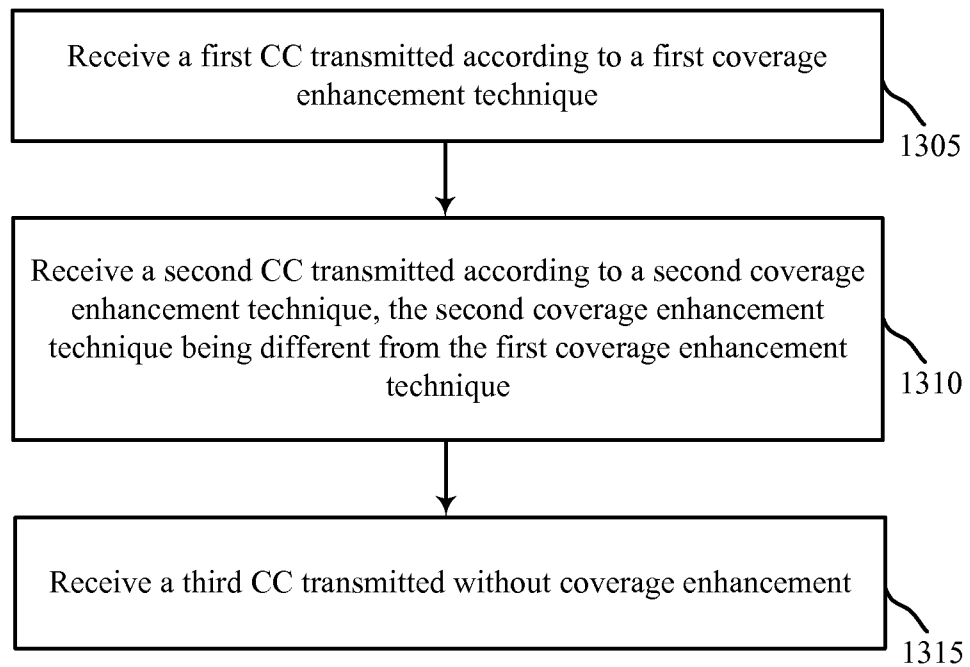 Receive a first CC transmitted according to a first coverage
enhancement technique
1305
Receive a second CC transmitted according to a second coverage
enhancement technique, the second coverage enhancement
technique being different from the first coverage enhancement
technique
1310
Receive a third CC transmitted without coverage enhancement
1315